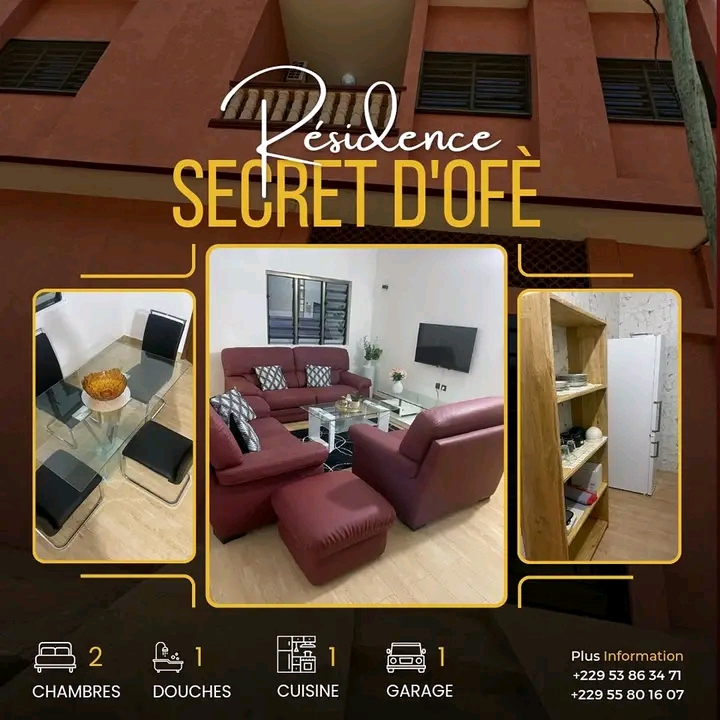 Résidence
SECRET D'OFÈ
2
1
1
1
CHAMBRES
DOUCHES
CUISINE
GARAGE
Plus Information
+229 53 86 34 71
+229 55 80 16 07